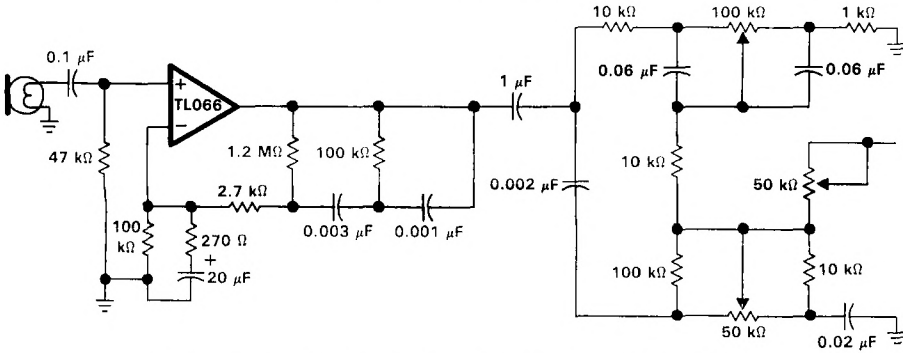 10 kΩ
100 kΩ
1 kΩ
0.1 μF
+
TL066
−
1 μF
0.06 μF
0.06 μF
47 kΩ
1.2 MΩ
100 kΩ
10 kΩ
50 kΩ
2.7 kΩ
0.002 μF
100
kΩ
270 Ω
+
20 μF
0.003 μF
0.001 μF
100 kΩ
10 kΩ
50 kΩ
0.02 μF